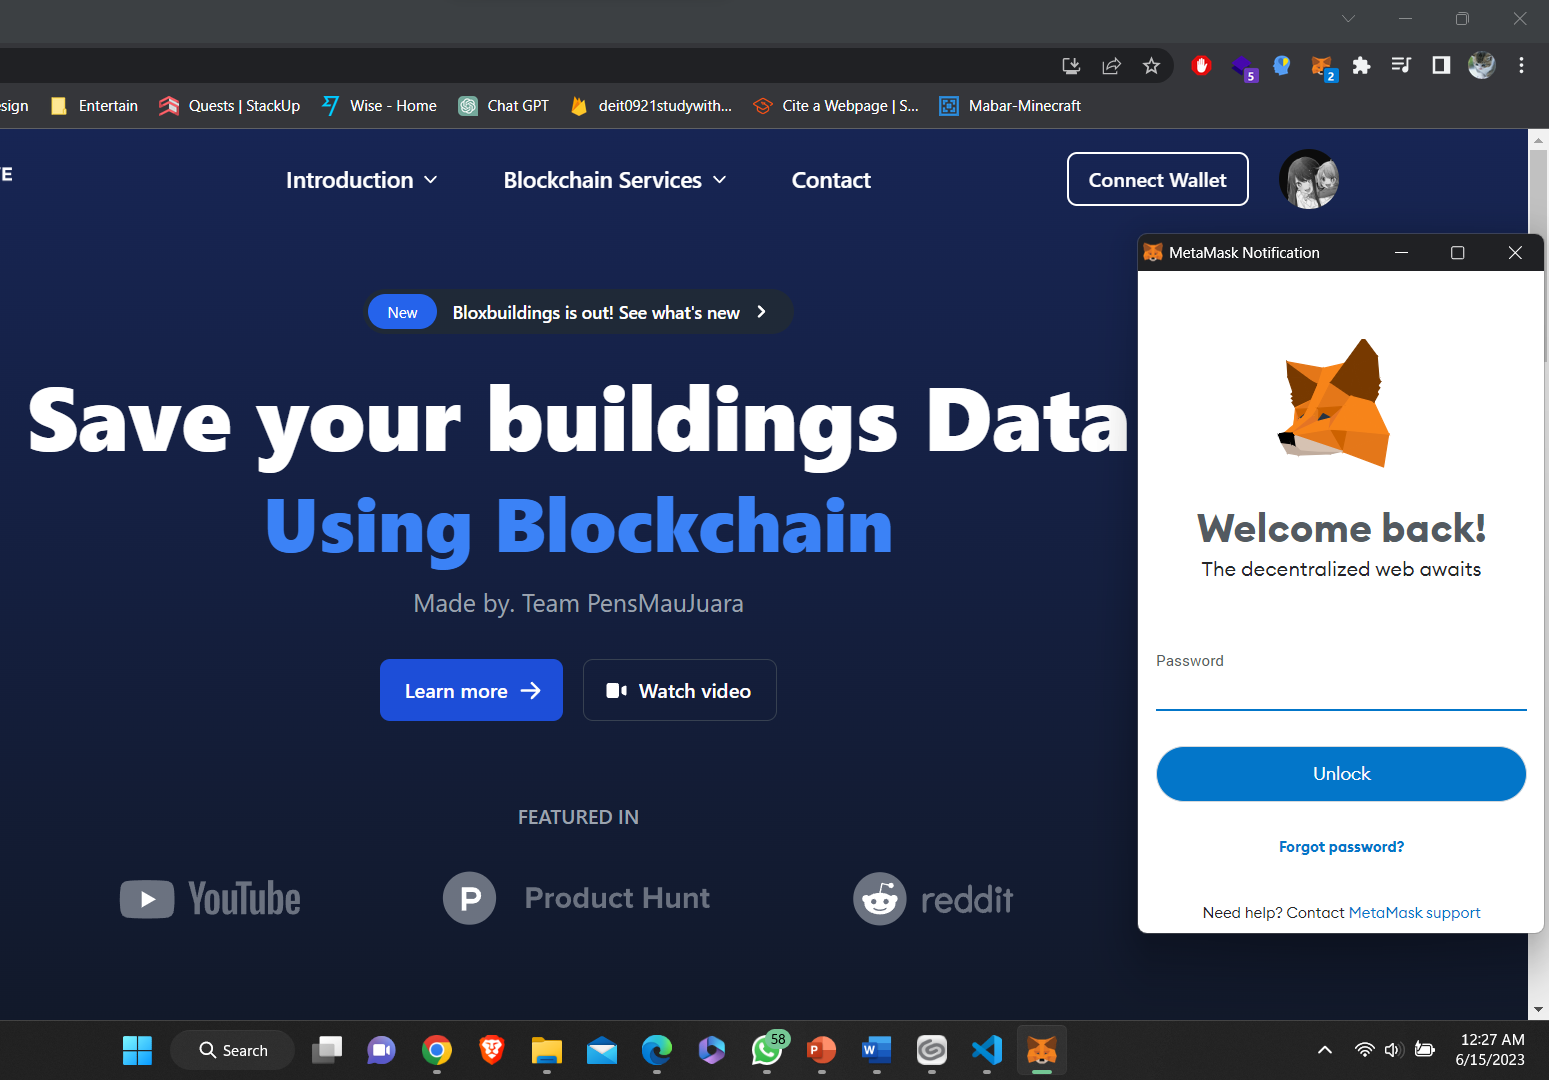 5
2
sign
Entertain
Quests | StackUp
Wise - Home
Chat GPT
deit0921studywith...
Cite a Webpage | S...
Mabar-Minecraft
TE
Introduction
Blockchain Services
Contact
Connect Wallet
MetaMask Notification
New
Bloxbuildings is out! See what's new
Save your buildings Data
Using Blockchain
Made by. Team PensMauJuara
Learn more
Watch video
FEATURED IN
YouTube
P
Product Hunt
reddit
Welcome back!
The decentralized web awaits
Password
Unlock
Forgot password?
Need help? Contact MetaMask support
Search
58
P
W
12:27 AM
6/15/2023